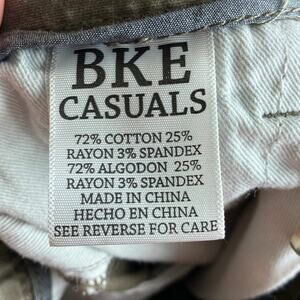 BKE
CASUALS
72% COTTON 25%
RAYON 3% SPANDEX
72% ALGODON 25%
RAYON 3% SPANDEX
MADE IN CHINA
HECHO EN CHINA
SEE REVERSE FOR CARE